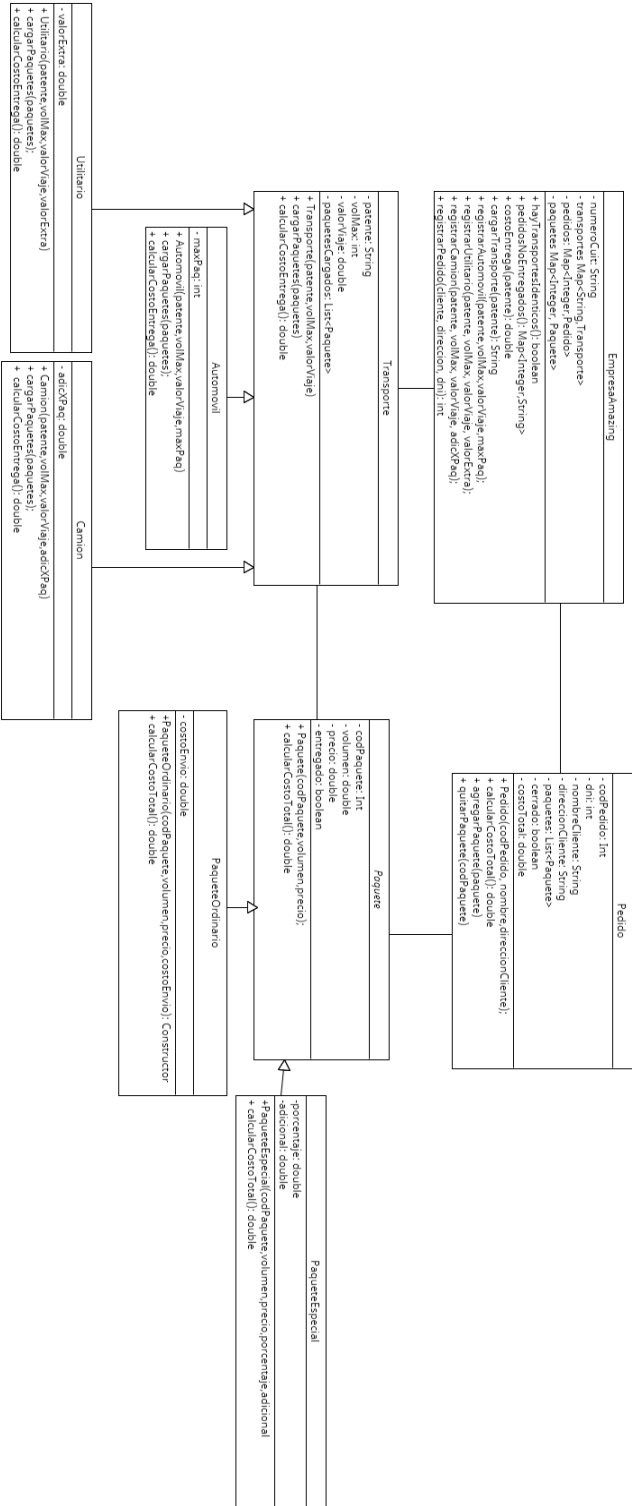 EmpresaAmazing
- numeroCuit: String
- transportes Map<String,Transporte>
- pedidos: Map<Integer,Pedido>
- paquetes Map<Integer, Paquete>
+ hayTransportesIdenticos(): boolean
+ pedidosNoEntregados(): Map<Integer,String>
+ costoEntrega(patente): double
+ cargarTransporte(patente): String
+ registrarAutomovil(patente,volMax,valorViaje,maxPaq);
+ registrarUtilitario(patente, volMax, valorViaje, valorExtra);
+ registrarCamion(patente, volMax, valorViaje, adicXPaq);
+ registrarPedido(cliente, direccion, dni): int
Pedido
- codPedido: Int
- dni: int
- nombreCliente: String
- direccionCliente: String
- paquetes: List<Paquete>
- cerrado: boolean
- costoTotal: double
+ Pedido(codPedido, nombre,direccionCliente);
+ calcularCostoTotal(): double
+ agregarPaquete(paquete)
+ quitarPaquete(codPaquete)
Transporte
- patente: String
- volMax: int
- valorViaje: double
- paquetesCargados: List<Paquete>
+ Transporte(patente,volMax,valorViaje)
+ cargarPaquetes(paquetes)
+ calcularCostoEntrega(): double
Paquete
- codPaquete: Int
- volumen: double
- precio: double
- entregado: boolean
+ Paquete(codPaquete,volumen,precio);
+ calcularCostoTotal(): double
PaqueteEspecial
-porcentaje: double
-adicional: double
+PaqueteEspecial(codPaquete,volumen,precio,porcentaje,adicional
+ calcularCostoTotal(): double
Automovil
- maxPaq: int
+ Automovil(patente,volMax,valorViaje,maxPaq)
+ cargarPaquetes(paquetes);
+ calcularCostoEntrega(): double
PaqueteOrdinario
- costoEnvio: double
+PaqueteOrdinario(codPaquete,volumen,precio,costoEnvio): Constructor
+ calcularCostoTotal(): double
Utilitario
- valorExtra: double
+ Utilitario(patente,volMax,valorViaje,valorExtra)
+ cargarPaquetes(paquetes);
+ calcularCostoEntrega(): double
Camion
- adicXPaq: double
+ Camion(patente,volMax,valorViaje,adicXPaq)
+ cargarPaquetes(paquetes);
+ calcularCostoEntrega(): double